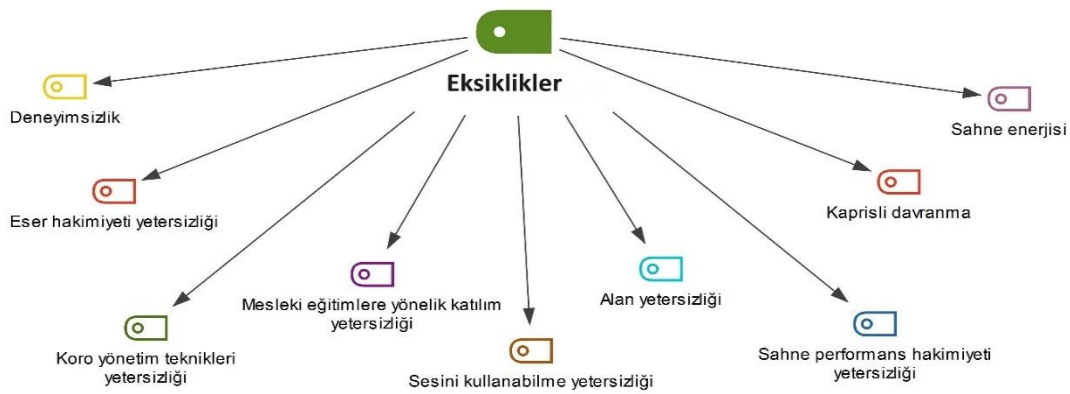 Eksiklikler
Deneyimsizlik
Sahne enerjisi
Eser hakimiyeti yetersizliği
Kaprisli davranma
Mesleki eğitimlere yönelik katılım
yetersizliği
Alan yetersizliği
Koro yönetim teknikleri
yetersizliği
Sesini kullanabilme yetersizliği
Sahne performans hakimiyeti
yetersizliği